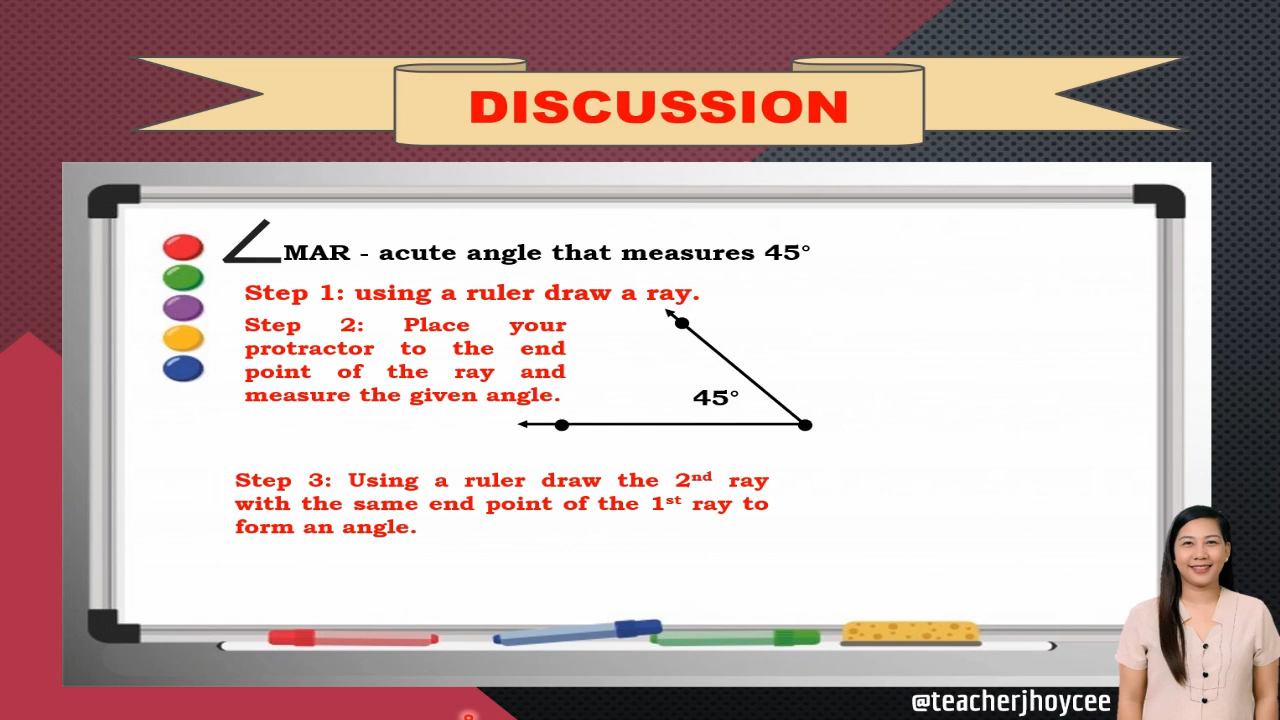 DISCUSSION
MAR - acute angle that measures 45°
Step 1: using a ruler draw a ray.
Step 2: Place your
protractor to the end
point of the ray and
measure the given angle.
45°
Step 3: Using a ruler draw the 2nd ray
with the same end point of the 1st ray to
form an angle.
@teacherjhoycee